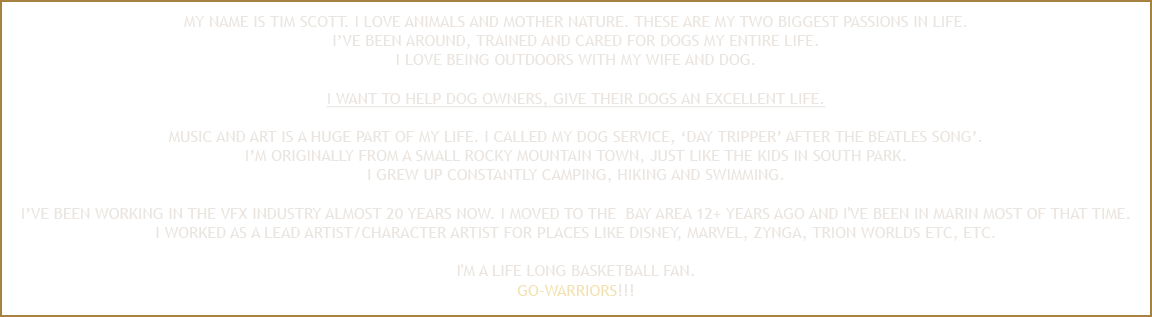 MY NAME IS TIM SCOTT. I LOVE ANIMALS AND MOTHER NATURE. THESE ARE MY TWO BIGGEST PASSIONS IN LIFE.
I’VE BEEN AROUND, TRAINED AND CARED FOR DOGS MY ENTIRE LIFE.
I LOVE BEING OUTDOORS WITH MY WIFE AND DOG.
I WANT TO HELP DOG OWNERS, GIVE THEIR DOGS AN EXCELLENT LIFE.
MUSIC AND ART IS A HUGE PART OF MY LIFE. I CALLED MY DOG SERVICE, ‘DAY TRIPPER’ AFTER THE BEATLES SONG’.
I’M ORIGINALLY FROM A SMALL ROCKY MOUNTAIN TOWN, JUST LIKE THE KIDS IN SOUTH PARK.
I GREW UP CONSTANTLY CAMPING, HIKING AND SWIMMING.
I’VE BEEN WORKING IN THE VFX INDUSTRY ALMOST 20 YEARS NOW. I MOVED TO THE  BAY AREA 12+ YEARS AGO AND I'VE BEEN IN MARIN MOST OF THAT TIME.
I WORKED AS A LEAD ARTIST/CHARACTER ARTIST FOR PLACES LIKE DISNEY, MARVEL, ZYNGA, TRION WORLDS ETC, ETC.
I'M A LIFE LONG BASKETBALL FAN.
GO-WARRIORS!!!